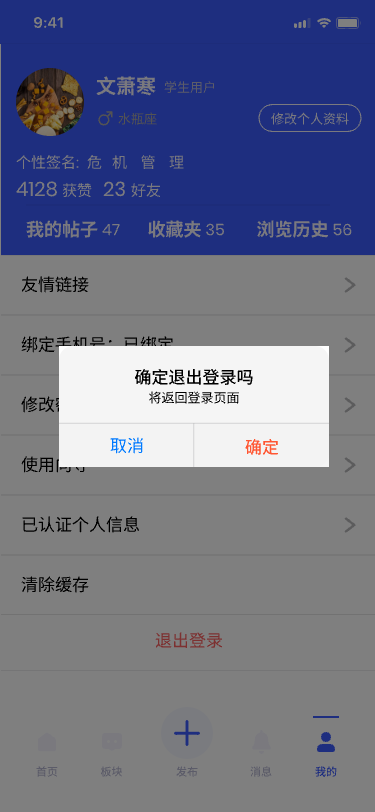 9:41
文萧寒 学生用户
水瓶座
修改个人资料
个性签名: 危 机 管 理
4128 获赞 23 好友
我的帖子 47 收藏夹 35 浏览历史 56
友情链接
绑定手机号：已绑定
确定退出登录吗
将返回登录页面
修改
取消 确定
使用向导
已认证个人信息
清除缓存
退出登录
首页 板块 发布 消息 我的